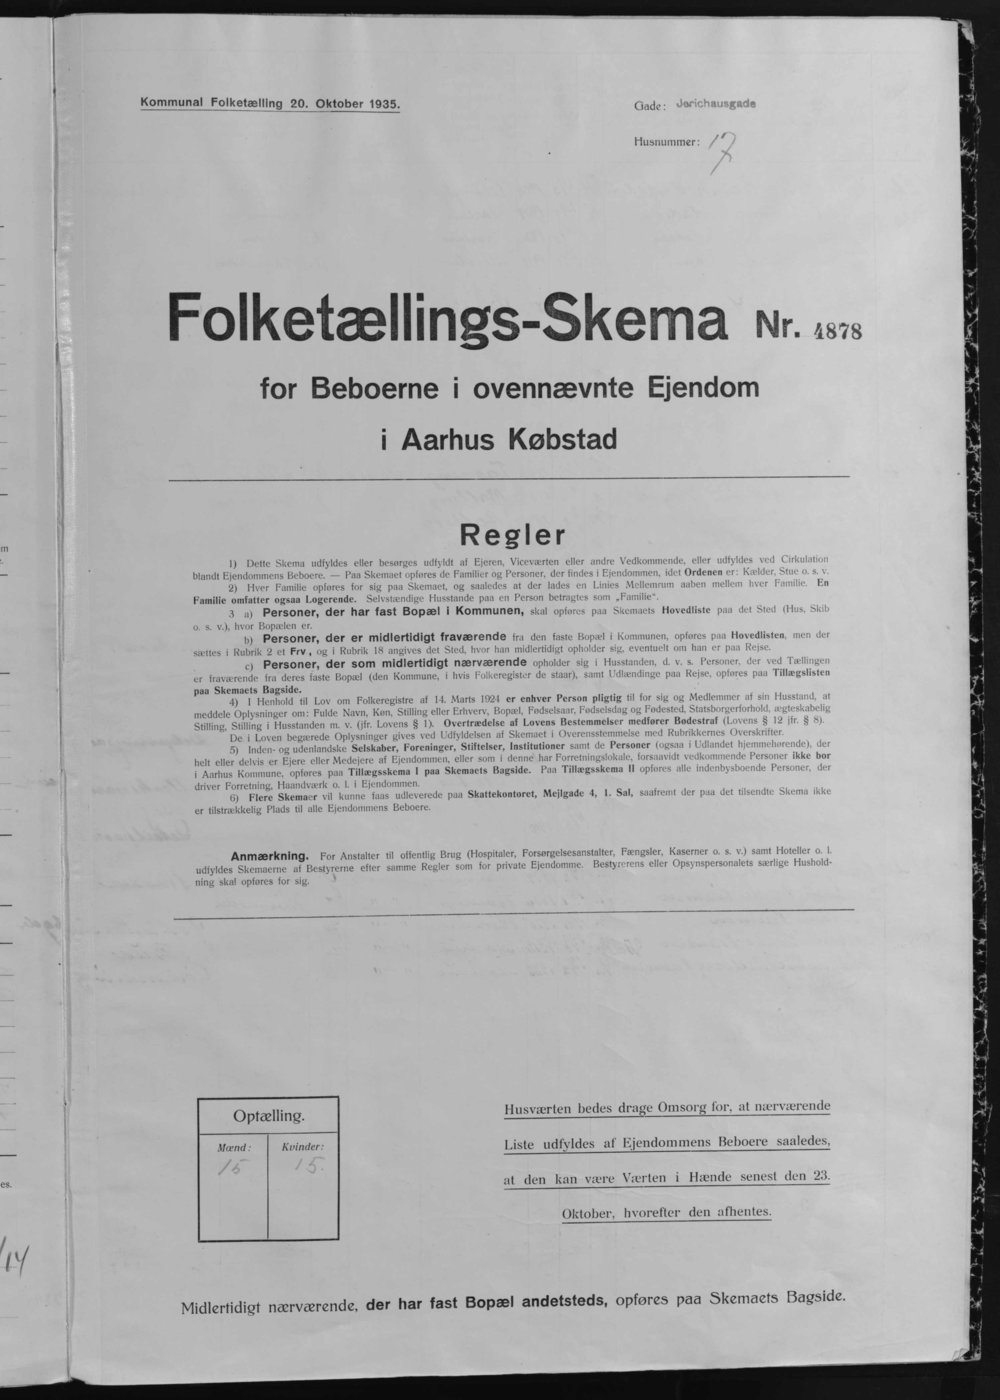 Kommunal Folketælling 20. Oktober 1935.
Gade: Jerichausgade
Husnummer: 17
Folketællings-Skema Nr. 4878
for Beboerne i ovennævnte Ejendom
i Aarhus Købstad
Regler
1) Dette Skema udfyldes eller besørges udfyldt af Ejeren, Viceværten eller andre Vedkommende, eller udfyldes ved Cirkulation
blandt Ejendommens Beboere. — Paa Skemaet opføres de Familier og Personer, der findes i Ejendommen, idet Ordenen er: Kælder, Stue o. s. v.
2) Hver Familie opføres for sig paa Skemaet, og saaledes at der lades en Linies Mellemrum aaben mellem hver Familie. En
Familie omfatter ogsaa Logerende. Selvstændige Husstande paa en Person betragtes som „Familie“.
3 a) Personer, der har fast Bopæl i Kommunen, skal opføres paa Skemaets Hovedliste paa det Sted (Hus, Skib
o. s. v.), hvor Bopælen er.
b) Personer, der er midlertidigt fraværende fra den faste Bopæl i Kommunen, opføres paa Hovedlisten, men der
sættes i Rubrik 2 et Frv., og i Rubrik 18 angives det Sted, hvor han midlertidigt opholder sig, eventuelt om han er paa Rejse.
c) Personer, der som midlertidigt nærværende opholder sig i Husstanden, d. v. s. Personer, der ved Tællingen
er fraværende fra deres faste Bopæl (den Kommune, i hvis Folkeregister de staar), samt Udlændinge paa Rejse, opføres paa Tillægslisten
paa Skemaets Bagside.
4) I Henhold til Lov om Folkeregistre af 14. Marts 1924 er enhver Person pligtig til for sig og Medlemmer af sin Husstand, at
meddele Oplysninger om: Fulde Navn, Køn, Stilling eller Erhverv, Bopæl, Fødselsaar, Fødselsdag og Fødested, Statsborgerforhold, ægteskabelig
Stilling, Stilling i Husstanden m. v. (jfr. Lovens § 1). Overtrædelse af Lovens Bestemmelser medfører Bødestraf (Lovens § 12 jfr. § 8).
De i Loven begærede Oplysninger gives ved Udfyldelsen af Skemaet i Overensstemmelse med Rubrikkernes Overskrifter.
5) Inden- og udenlandske Selskaber, Foreninger, Stiftelser, Institutioner samt de Personer (ogsaa i Udlandet hjemmehørende), der
helt eller delvis er Ejere eller Medejere af Ejendommen, eller som i denne har Forretningslokale, forsaavidt vedkommende Personer ikke bor
i Aarhus Kommune, opføres paa Tillægsskema I paa Skemaets Bagside. Paa Tillægsskema II opføres alle indenbysboende Personer, der
driver Forretning, Haandværk o. l. i Ejendommen.
6) Flere Skemaer vil kunne faas udleverede paa Skattekontoret, Mejlgade 4, 1. Sal, saafremt der paa det tilsendte Skema ikke
er tilstrækkelig Plads til alle Ejendommens Beboere.
Anmærkning. For Anstalter til offentlig Brug (Hospitaler, Forsørgelsesanstalter, Fængsler, Kaserner o. s. v.) samt Hoteller o. l.
udfyldes Skemaerne af Bestyrerne efter samme Regler som for private Ejendomme. Bestyrerens eller Opsynspersonalets særlige Hushold-
ning skal opføres for sig.
Optælling.
Mænd: Kvinder:
15 15.
Husværten bedes drage Omsorg for, at nærværende
Liste udfyldes af Ejendommens Beboere saaledes,
at den kan være Værten i Hænde senest den 23.
Oktober, hvorefter den afhentes.
Midlertidigt nærværende, der har fast Bopæl andetsteds, opføres paa Skemaets Bagside.